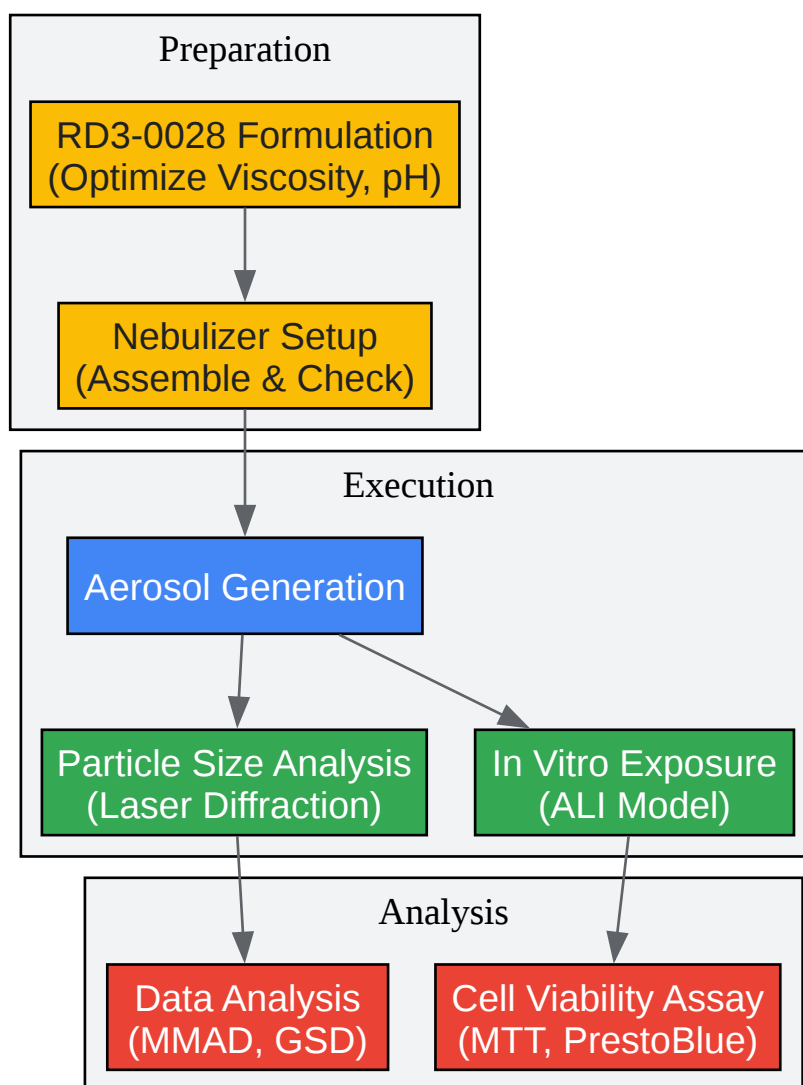 Preparation
RD3-0028 Formulation
(Optimize Viscosity, pH)
Nebulizer Setup
(Assemble & Check)
Execution
Aerosol Generation
Particle Size Analysis
(Laser Diffraction)
In Vitro Exposure
(ALI Model)
Analysis
Data Analysis
(MMAD, GSD)
Cell Viability Assay
(MTT, PrestoBlue)